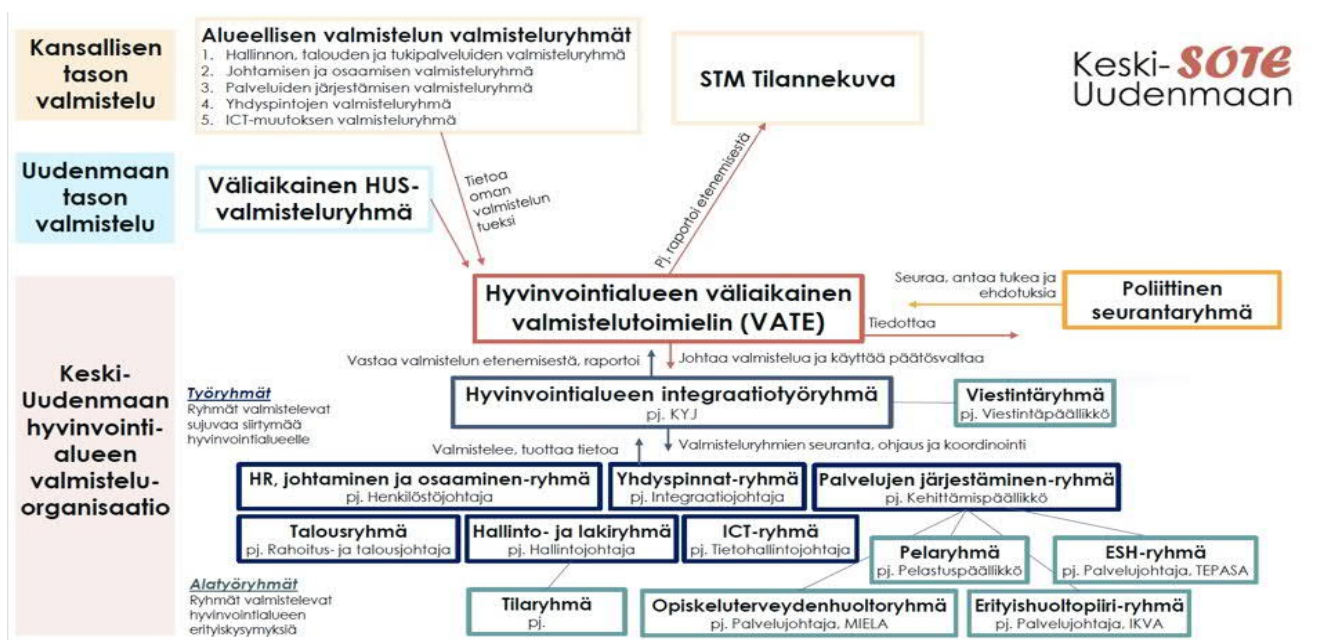 Kansallisen
tason
valmistelu
Alueellisen valmistelun valmisteluryhmät
1. Hallinnon, talouden ja tukipalveluiden valmisteluryhmä
2. Johtamisen ja osaamisen valmisteluryhmä
3. Palveluiden järjestämisen valmisteluryhmä
4. Yhdyspintojen valmisteluryhmä
5. ICT-muutoksen valmisteluryhmä
STM Tilannekuva
Keski-SOTE
Uudenmaan
Uudenmaan
tason
valmistelu
Väliaikainen HUS-
valmisteluryhmä
Tietoa
oman
valmistelun
tueksi
Pj. raportoi etenemisestä
Keski-
Uudenmaan
hyvinvointi-
alueen
valmistelu-
organisaatio
Hyvinvointialueen väliaikainen
valmistelutoimielin (VATE)
Seuraa, antaa tukea ja
ehdotuksia
Tiedottaa
Poliittinen
seurantaryhmä
Vastaa valmistelun etenemisestä, raportoi
Johtaa valmistelua ja käyttää päätösvaltaa
Työryhmät
Ryhmät valmistelevat
sujuvaa siirtymää
hyvinvointialueelle
Hyvinvointialueen integraatiotyöryhmä
pj. KYJ
Viestintäryhmä
pj. Viestintäpäällikkö
Valmistelee, tuottaa tietoa
Valmisteluryhmien seuranta, ohjaus ja koordinointi
HR, johtaminen ja osaaminen-ryhmä
pj. Henkilöstöjohtaja
Yhdyspinnat-ryhmä
pj. Integraatiojohtaja
Palvelujen järjestäminen-ryhmä
pj. Kehittämispäällikkö
Talousryhmä
pj. Rahoitus- ja talousjohtaja
Hallinto- ja lakiryhmä
pj. Hallintojohtaja
ICT-ryhmä
pj. Tietohallintojohtaja
Pelaryhmä
pj. Pelastuspäällikkö
ESH-ryhmä
pj. Palvelujohtaja, TEPASA
Alatyöryhmät
Ryhmät valmistelevat
hyvinvointialueen
erityiskysymyksiä
Tilaryhmä
pj.
Opiskeluterveydenhuoltoryhmä
pj. Palvelujohtaja, MIELA
Erityishuoltopiiri-ryhmä
pj. Palvelujohtaja, IKVA